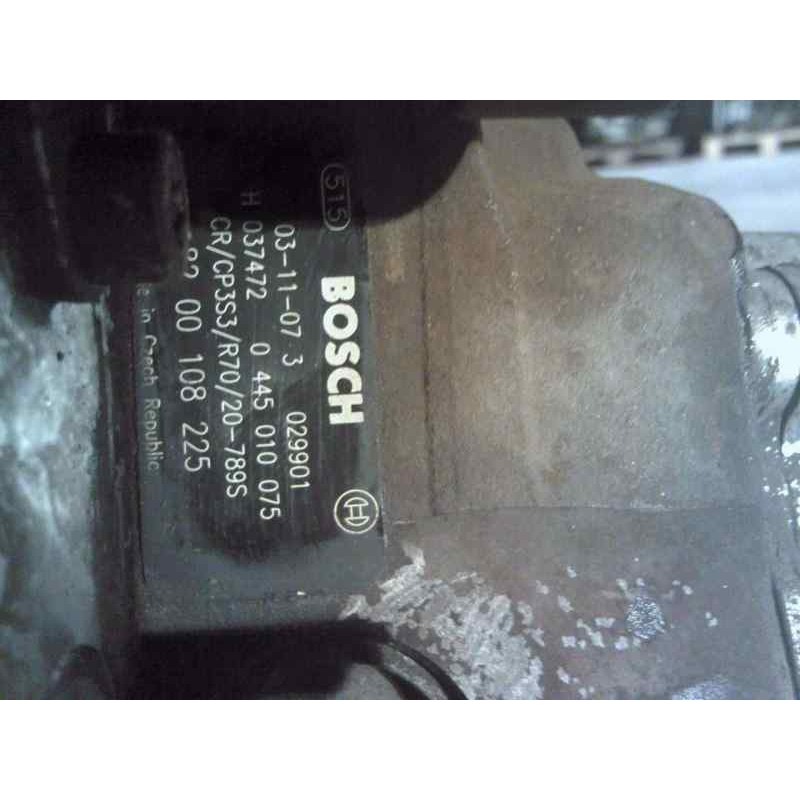 515
BOSCH
03-11-07 3 029901
H 037472 0 445 010 075
CR/CP3S3/R70/20-789S
00 108 225
in Czech Republic